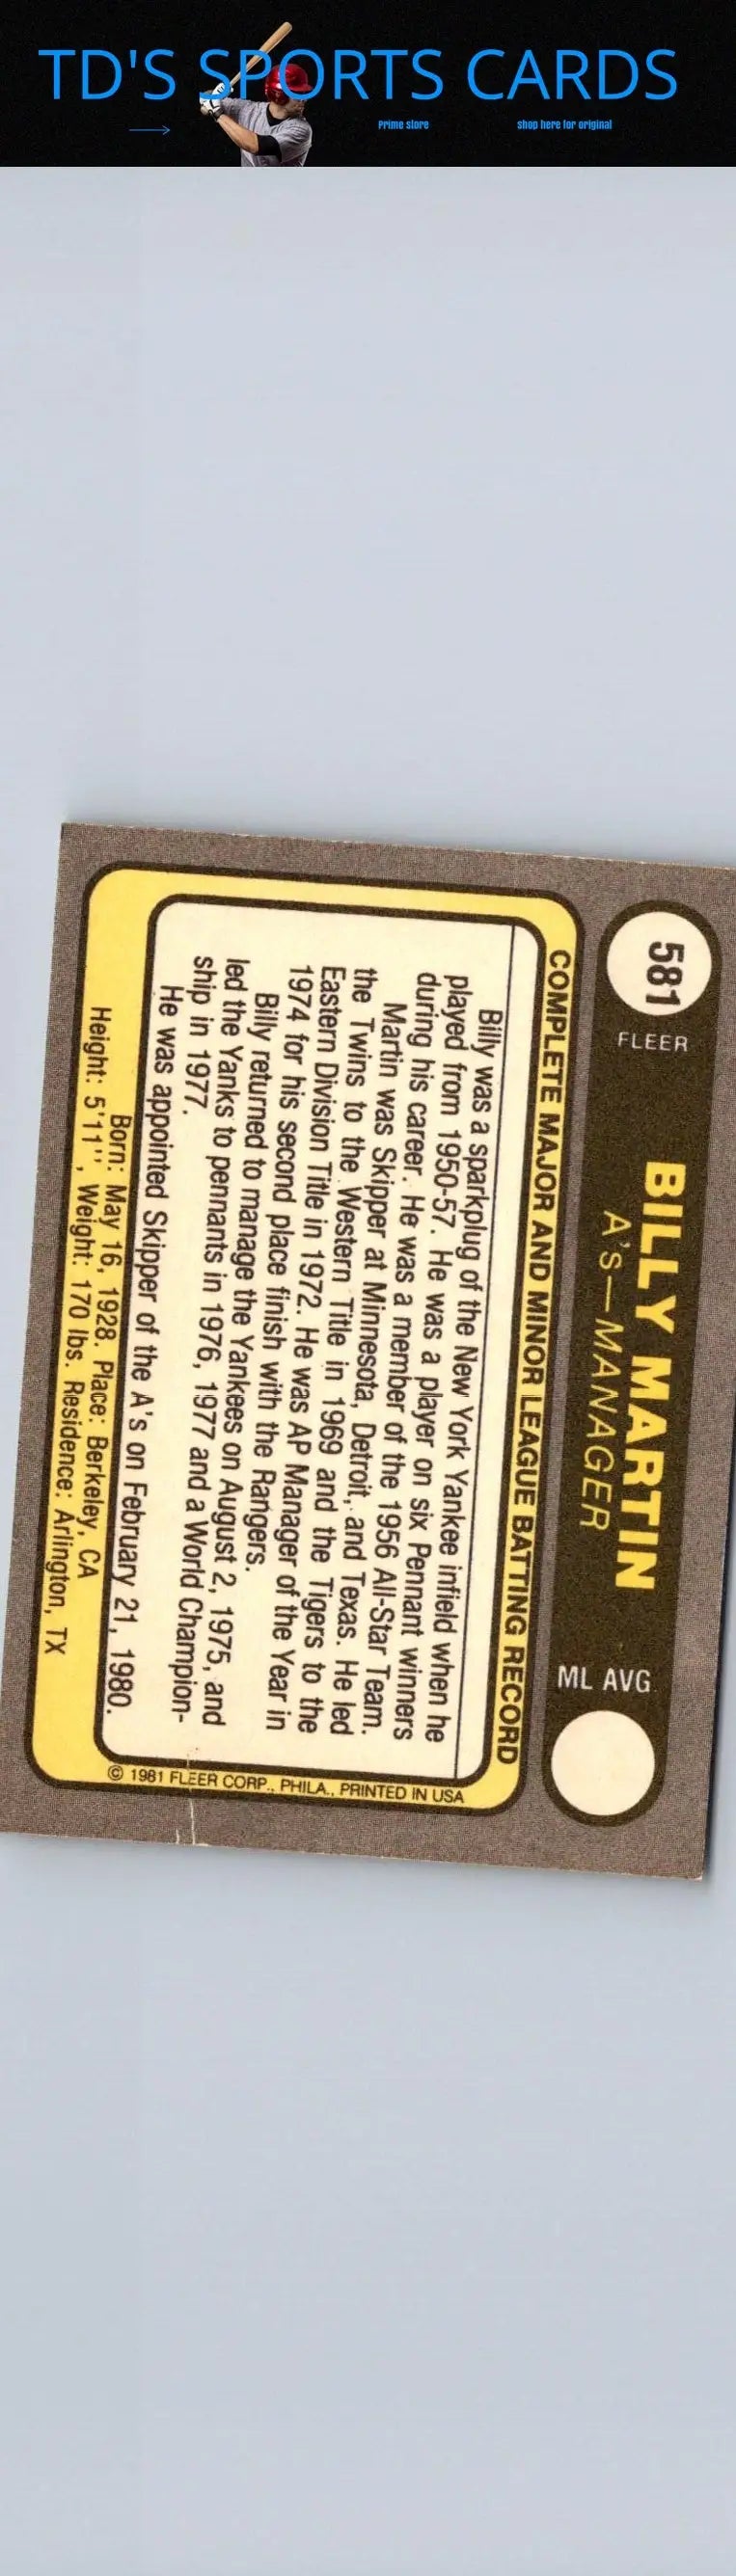 TD'S SPORTS CARDS
Prime store
shop here for original
581
FLEER
BILLY MARTIN
A's—MANAGER
ML AVG
COMPLETE MAJOR AND MINOR LEAGUE BATTING RECORD
Billy was a sparkplug of the New York Yankee infield when he
played from 1950-57. He was a player on six Pennant winners
during his career. He was a member of the 1956 All-Star Team.
Martin was Skipper at Minnesota, Detroit, and Texas. He led
the Twins to the Western Title in 1969 and the Tigers to the
Eastern Division Title in 1972. He was AP Manager of the Year in
1974 for his second place finish with the Rangers.
Billy returned to manage the Yankees on August 2, 1975, and
led the Yanks to pennants in 1976, 1977 and a World Champion-
ship in 1977.
He was appointed Skipper of the A's on February 21, 1980.
Born: May 16, 1928. Place: Berkeley, CA
Height: 5'11", Weight: 170 lbs. Residence: Arlington, TX
© 1981 FLEER CORP., PHILA., PRINTED IN USA